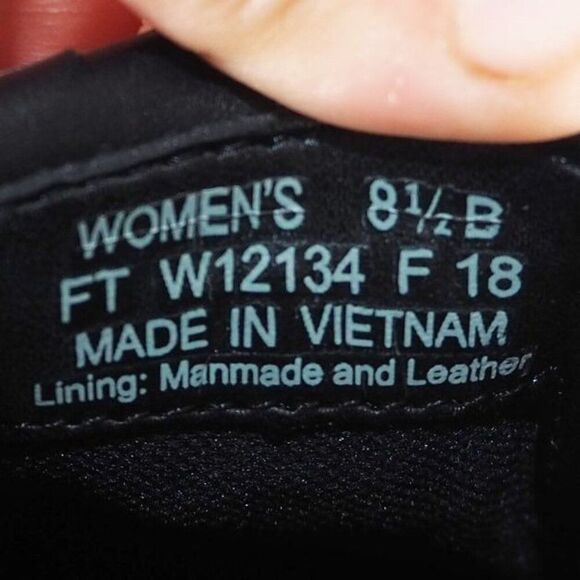 WOMEN'S 8½ B
FT W12134 F 18
MADE IN VIETNAM
Lining: Manmade and Leather